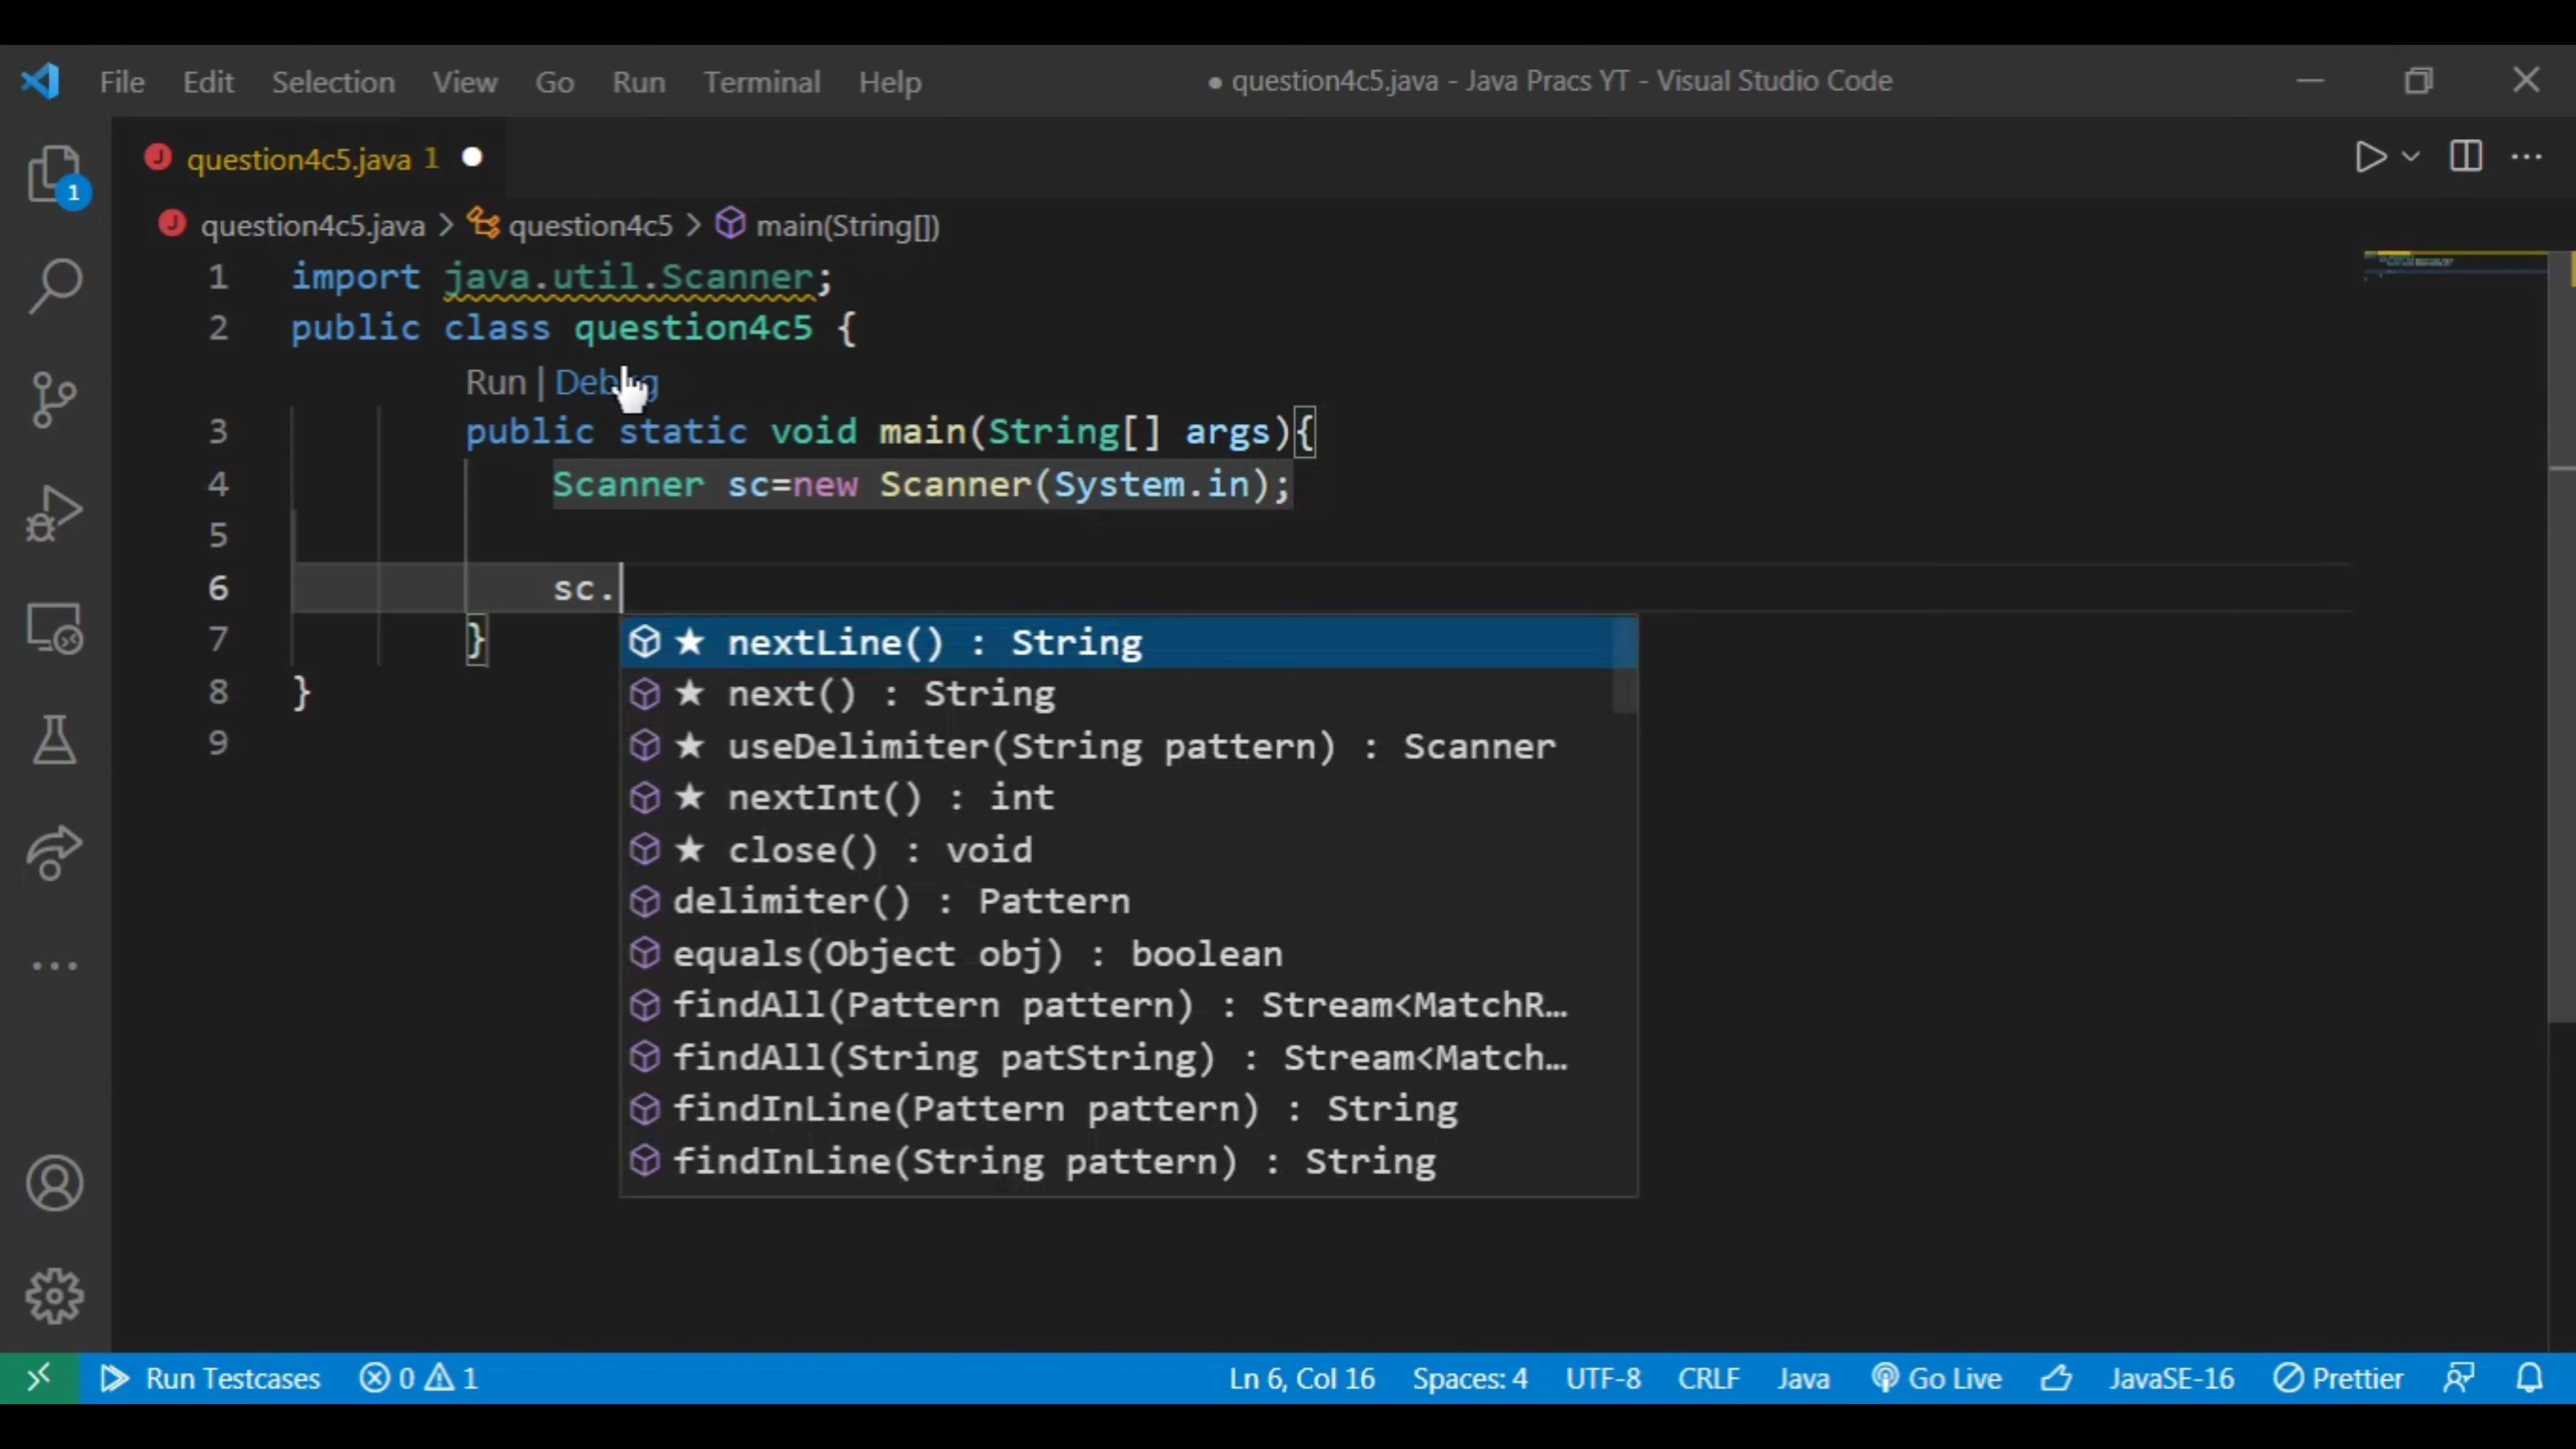 File Edit Selection View Go Run Terminal Help ● question4c5.java - Java Pracs YT - Visual Studio Code
J question4c5.java 1
J question4c5.java > question4c5 > main(String[])
1
1 import java.util.Scanner;
2 public class question4c5 {
Run | Debug
3 public static void main(String[] args){
4 Scanner sc=new Scanner(System.in);
5
6 sc.
7 }
8 }
9
★ nextLine() : String
★ next() : String
★ useDelimiter(String pattern) : Scanner
★ nextInt() : int
★ close() : void
delimiter() : Pattern
equals(Object obj) : boolean
findAll(Pattern pattern) : Stream<MatchR…
findAll(String patString) : Stream<Match…
findInLine(Pattern pattern) : String
findInLine(String pattern) : String
Run Testcases 0 1 Ln 6, Col 16 Spaces: 4 UTF-8 CRLF Java Go Live JavaSE-16 Prettier